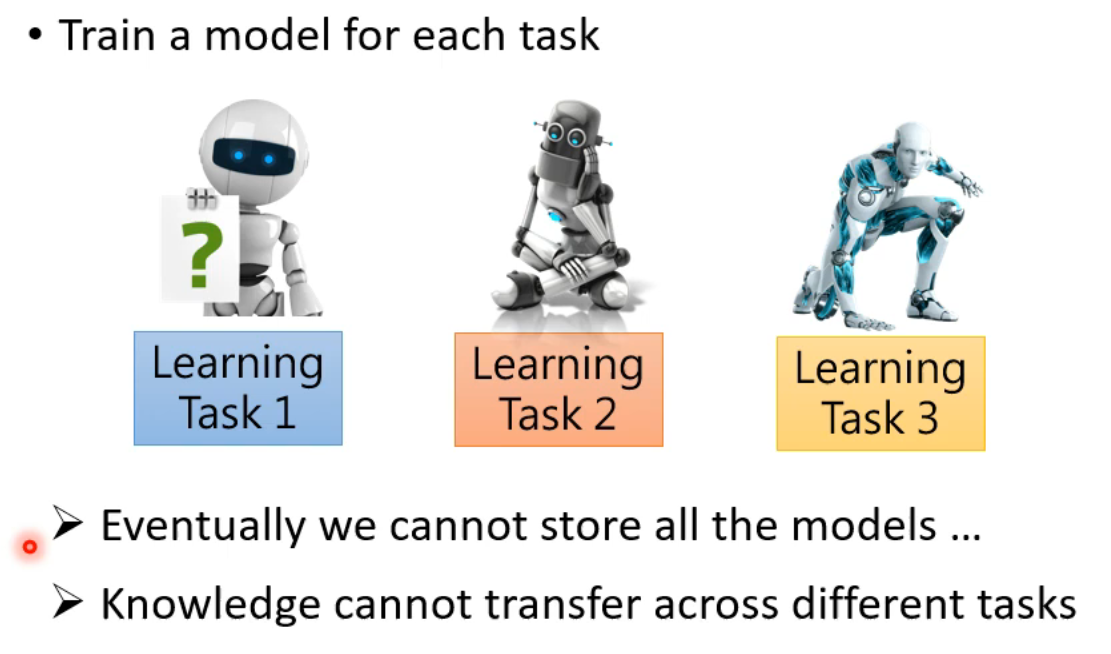 • Train a model for each task
?
Learning
Task 1
Learning
Task 2
Learning
Task 3
➢ Eventually we cannot store all the models ...
➢ Knowledge cannot transfer across different tasks